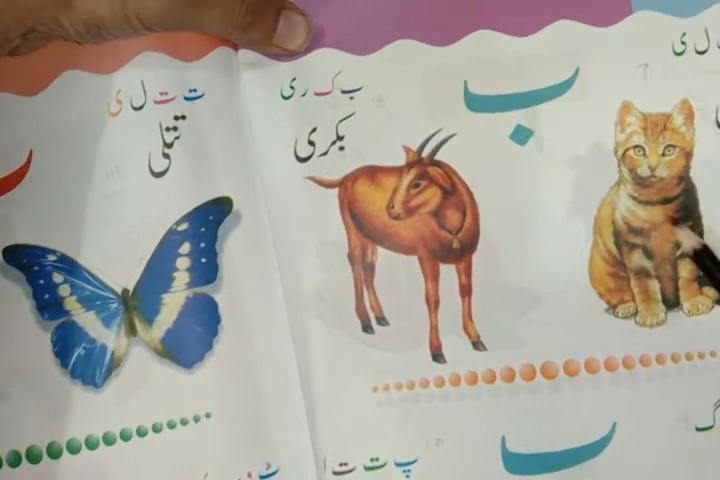 ل ی
ب
ب ک ر ی
بکری
ت ت ل ی
تتلی
پ ت ت ا